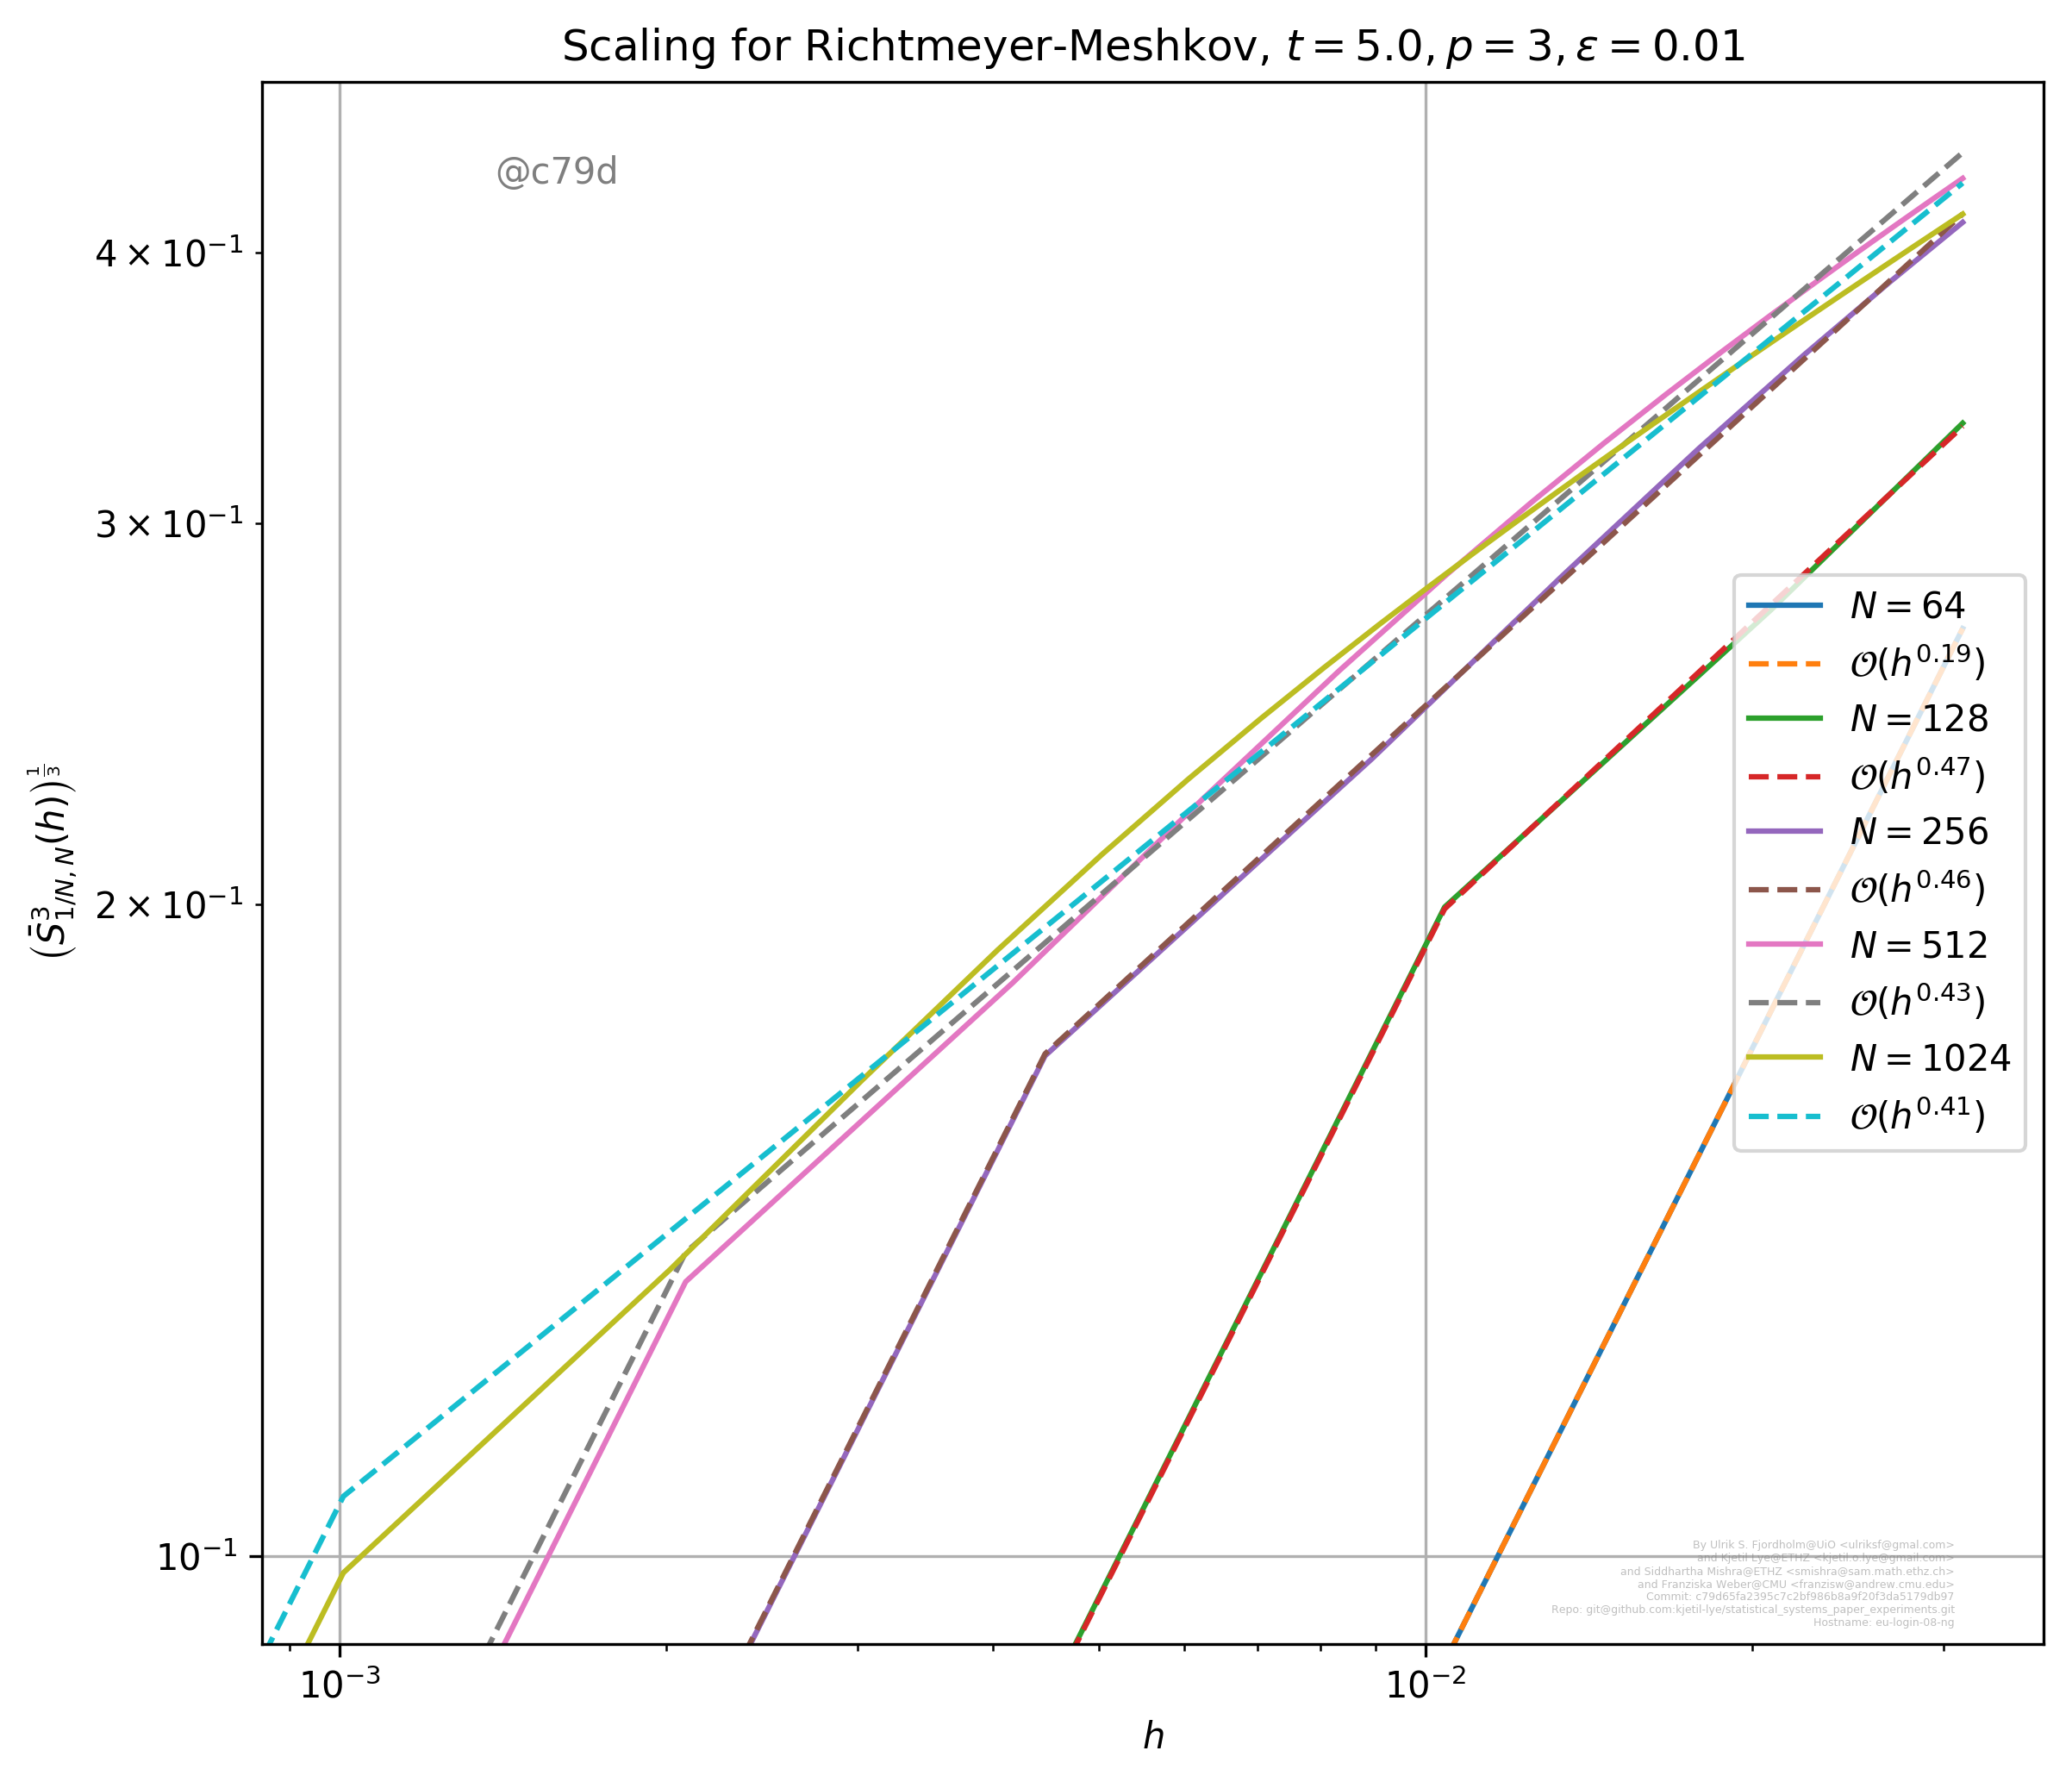 Scaling for Richtmeyer-Meshkov, t = 5.0, p = 3, ε = 0.01
@c79d
4 × 10⁻¹
3 × 10⁻¹
2 × 10⁻¹
10⁻¹
(S̄³_{1/N, N}(h))^{1/3}
N = 64
𝒪(h^{0.19})
N = 128
𝒪(h^{0.47})
N = 256
𝒪(h^{0.46})
N = 512
𝒪(h^{0.43})
N = 1024
𝒪(h^{0.41})
By Ulrik S. Fjordholm@UiO <ulriksf@gmal.com>
and Kjetil Lye@ETHZ <kjetil.o.lye@gmail.com>
and Siddhartha Mishra@ETHZ <smishra@sam.math.ethz.ch>
and Franziska Weber@CMU <franzisw@andrew.cmu.edu>
Commit: c79d65fa2395c7c2bf986b8a9f20f3da5179db97
Repo: git@github.com:kjetil-lye/statistical_systems_paper_experiments.git
Hostname: eu-login-08-ng
10⁻³
10⁻²
h